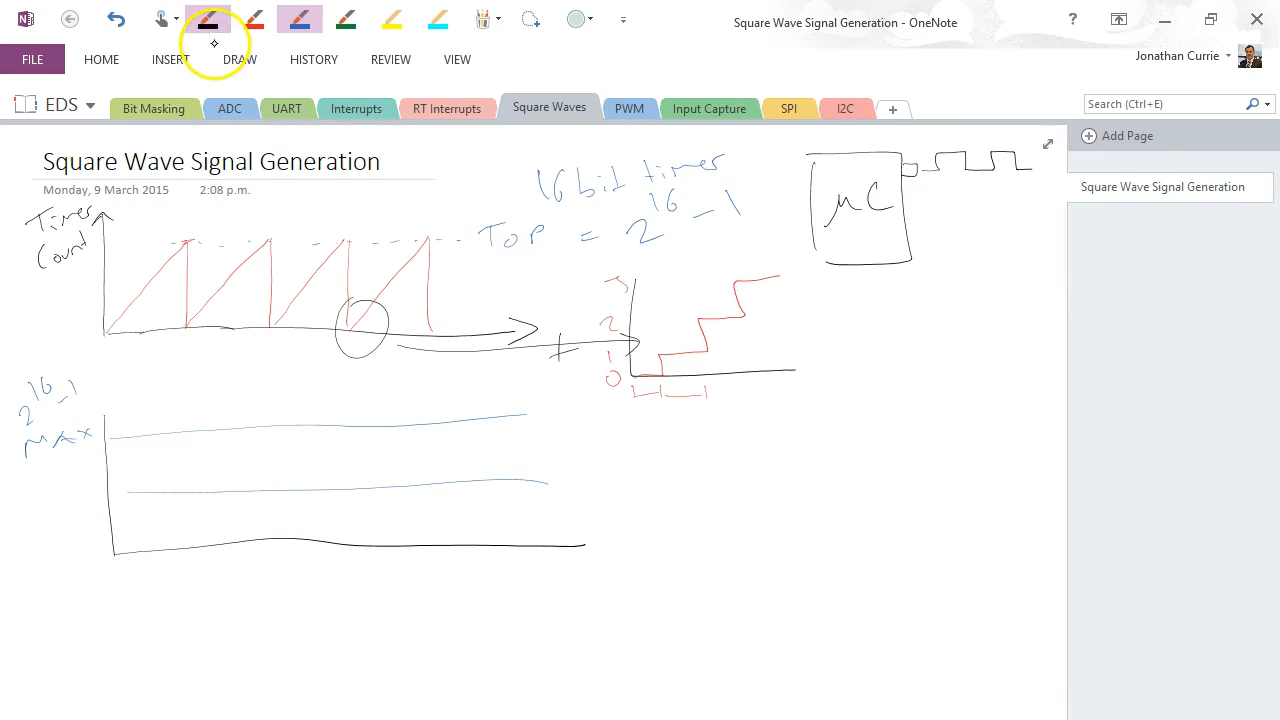 Square Wave Signal Generation - OneNote
?
FILE HOME INSERT DRAW HISTORY REVIEW VIEW
Jonathan Currie
EDS
Bit Masking ADC UART Interrupts RT Interrupts Square Waves PWM Input Capture SPI I2C
Search (Ctrl+E)
Add Page
Square Wave Signal Generation
Square Wave Signal Generation
Monday, 9 March 2015 2:08 p.m.
Timer
Count
16 bit timer
TOP = 2^16 - 1
μC
3
2
1
0
2^16 - 1
MAX